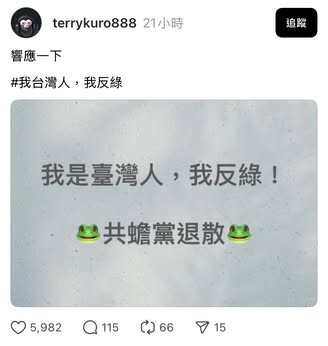 terrykuro888 21小時
追蹤
響應一下
#我台灣人，我反綠
我是臺灣人，我反綠！
🐸共蟾黨退散🐸
5,982 115 66 15